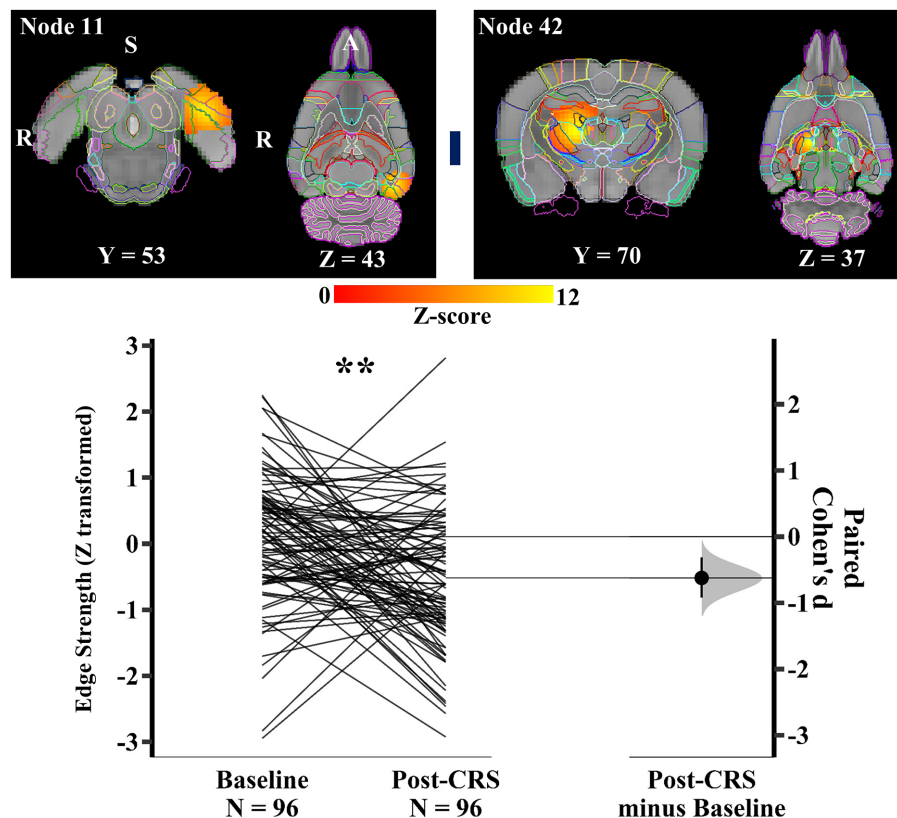 Node 11
S
A
R
R
Y = 53
Z = 43
Node 42
Y = 70
Z = 37
0
12
Z-score
3
2
1
0
-1
-2
-3
Edge Strength (Z transformed)
**
2
1
0
-1
-2
-3
Paired
Cohen's d
Baseline
N = 96
Post-CRS
N = 96
Post-CRS
minus Baseline